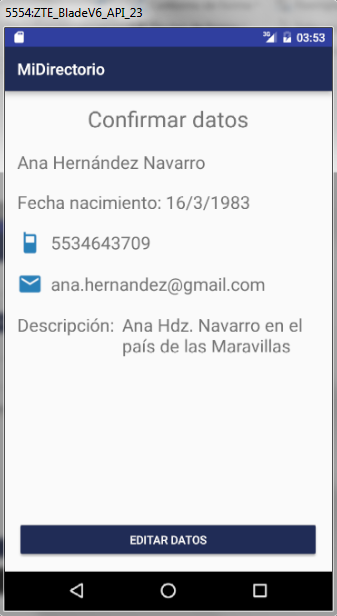 5554:ZTE_BladeV6_API_23
3G 03:53
MiDirectorio
Confirmar datos
Ana Hernández Navarro
Fecha nacimiento: 16/3/1983
5534643709
ana.hernandez@gmail.com
Descripción: Ana Hdz. Navarro en el
país de las Maravillas
EDITAR DATOS